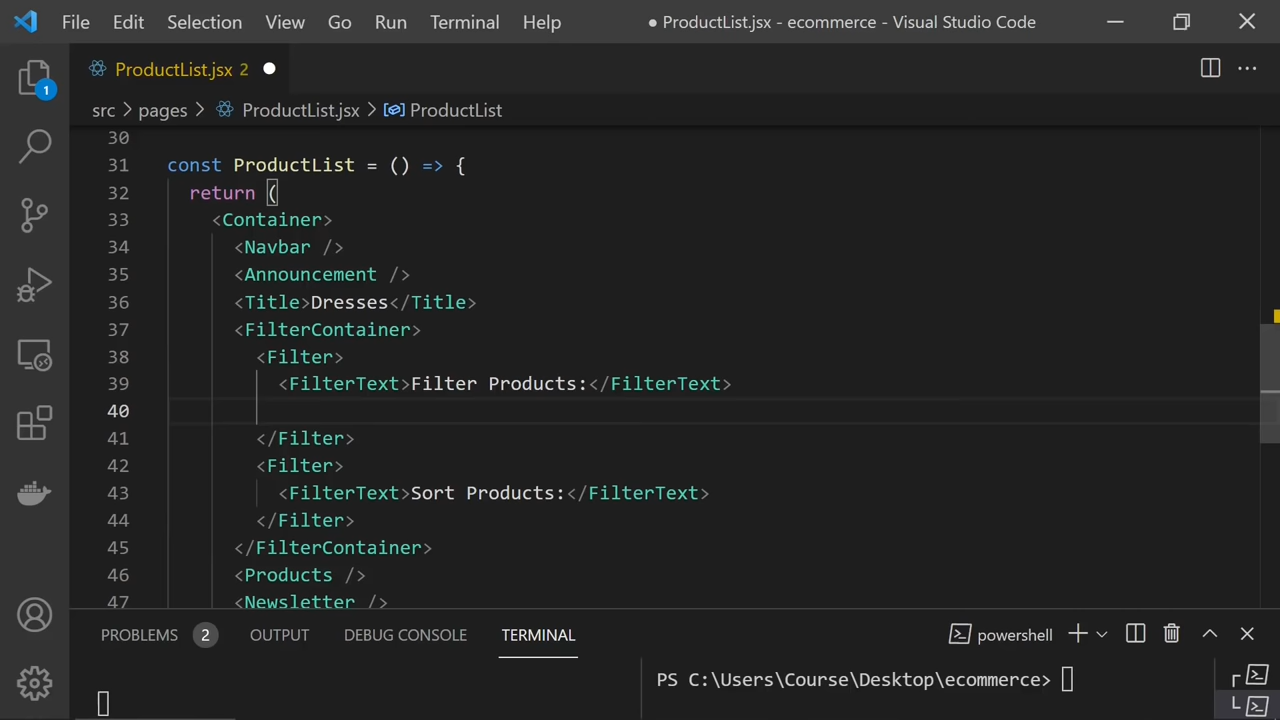 File Edit Selection View Go Run Terminal Help ● ProductList.jsx - ecommerce - Visual Studio Code
ProductList.jsx 2
src > pages > ProductList.jsx > ProductList
1
30
31 const ProductList = () => {
32 return (
33 <Container>
34 <Navbar />
35 <Announcement />
36 <Title>Dresses</Title>
37 <FilterContainer>
38 <Filter>
39 <FilterText>Filter Products:</FilterText>
40
41 </Filter>
42 <Filter>
43 <FilterText>Sort Products:</FilterText>
44 </Filter>
45 </FilterContainer>
46 <Products />
47 <Newsletter />
PROBLEMS 2 OUTPUT DEBUG CONSOLE TERMINAL powershell
PS C:\Users\Course\Desktop\ecommerce>